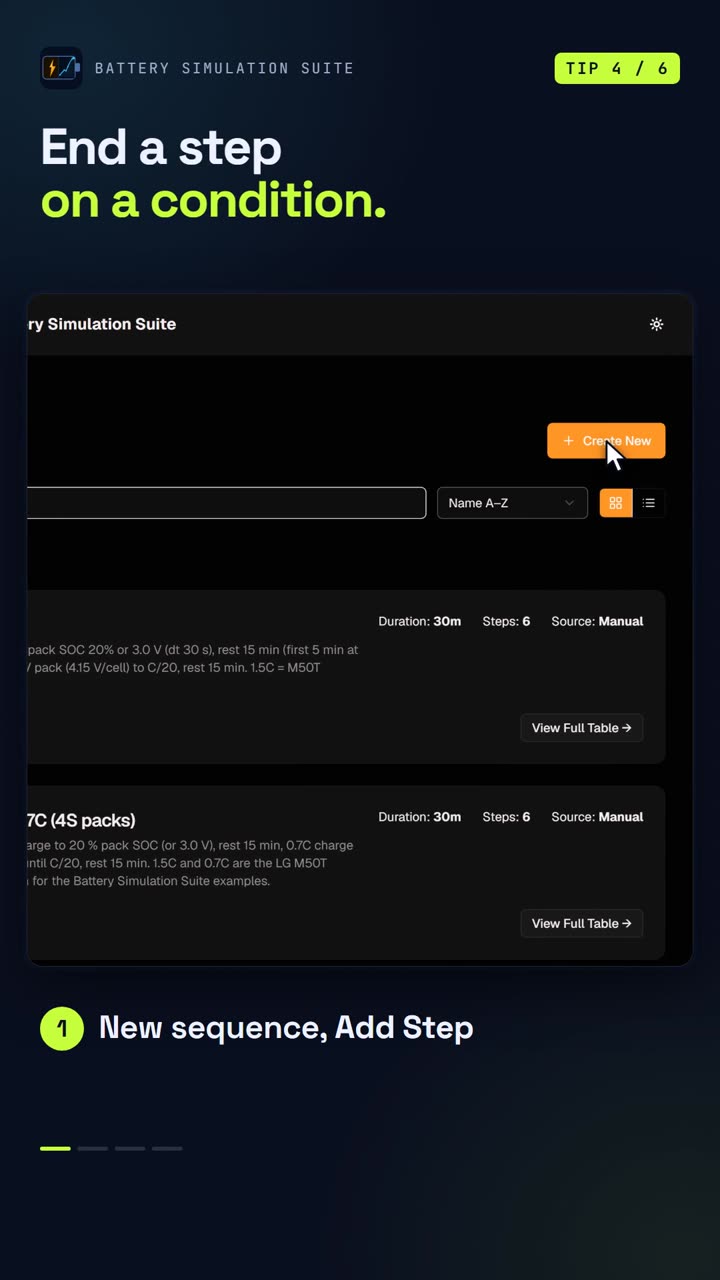 BATTERY SIMULATION SUITE
TIP 4 / 6
End a step
on a condition.
ry Simulation Suite
+ Create New
Name A–Z
Duration: 30m Steps: 6 Source: Manual
pack SOC 20% or 3.0 V (dt 30 s), rest 15 min (first 5 min at
/ pack (4.15 V/cell) to C/20, rest 15 min. 1.5C = M50T
View Full Table →
7C (4S packs)
Duration: 30m Steps: 6 Source: Manual
arge to 20 % pack SOC (or 3.0 V), rest 15 min, 0.7C charge
until C/20, rest 15 min. 1.5C and 0.7C are the LG M50T
for the Battery Simulation Suite examples.
View Full Table →
1 New sequence, Add Step